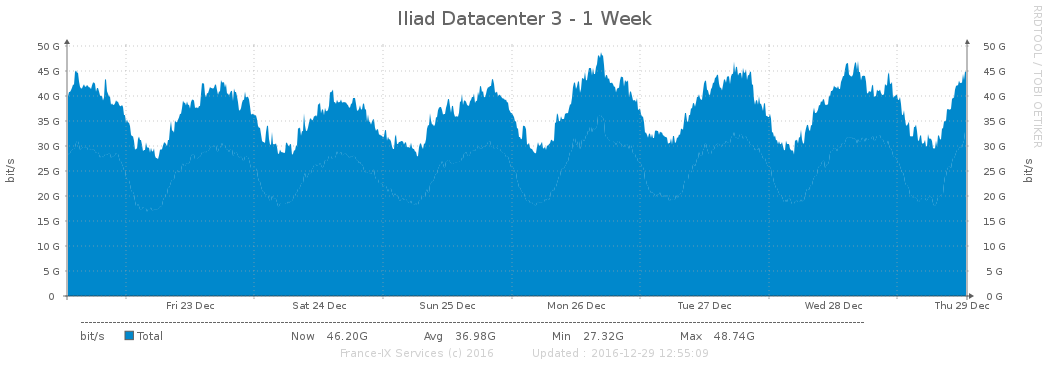 Iliad Datacenter 3 - 1 Week
RRDTOOL / TOBI OETIKER
50 G 50 G
45 G 45 G
40 G 40 G
35 G 35 G
30 G 30 G
25 G 25 G
20 G 20 G
15 G 15 G
10 G 10 G
5 G 5 G
0 0 G
bit/s bit/s
Fri 23 Dec Sat 24 Dec Sun 25 Dec Mon 26 Dec Tue 27 Dec Wed 28 Dec Thu 29 Dec
bit/s Total Now 46.20G Avg 36.98G Min 27.32G Max 48.74G
France-IX Services (c) 2016 Updated : 2016-12-29 12:55:09